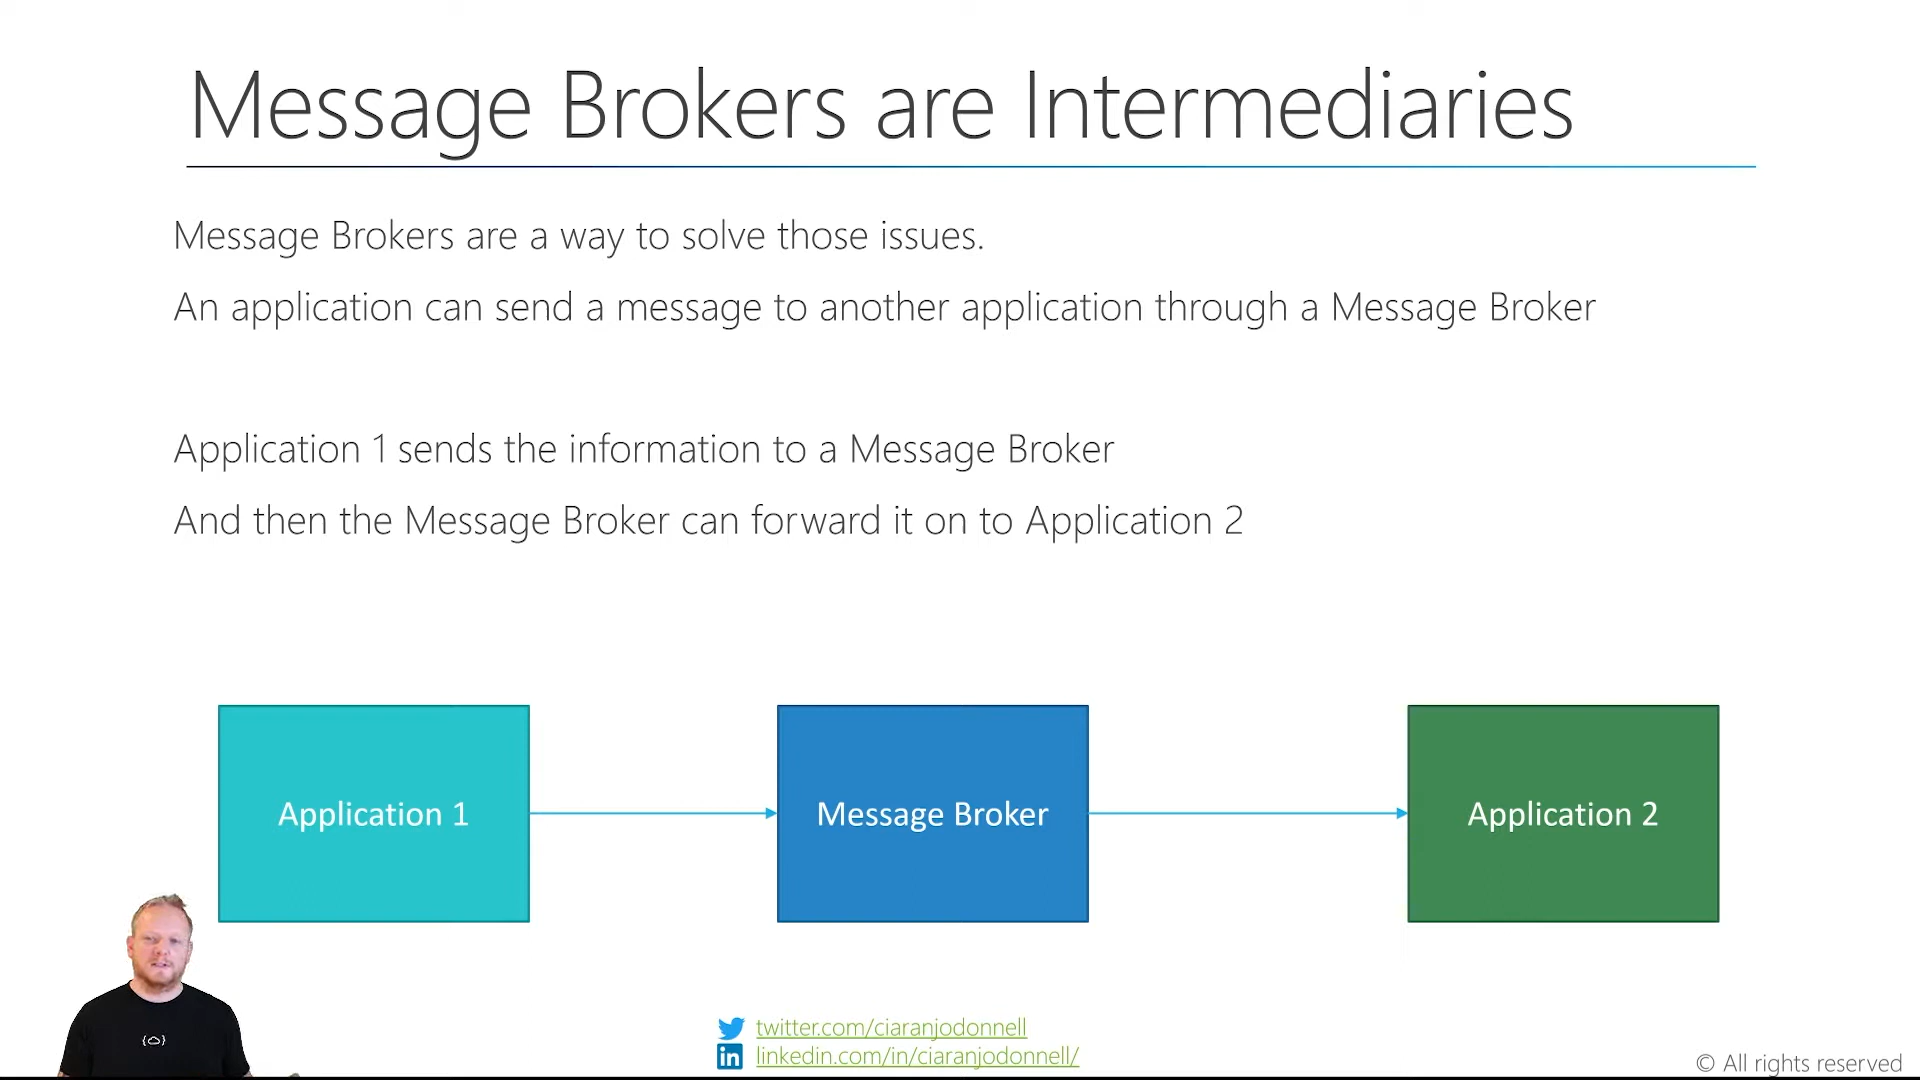 Message Brokers are Intermediaries
Message Brokers are a way to solve those issues.
An application can send a message to another application through a Message Broker
Application 1 sends the information to a Message Broker
And then the Message Broker can forward it on to Application 2
Application 1
Message Broker
Application 2
twitter.com/ciaranjodonnell
linkedin.com/in/ciaranjodonnell/
© All rights reserved